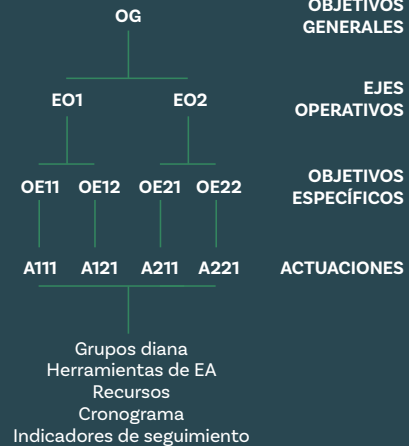 OBJETIVOS
GENERALES
OG
EJES
OPERATIVOS
EO1 EO2
OBJETIVOS
ESPECÍFICOS
OE11 OE12 OE21 OE22
A111 A121 A211 A221 ACTUACIONES
Grupos diana
Herramientas de EA
Recursos
Cronograma
Indicadores de seguimiento